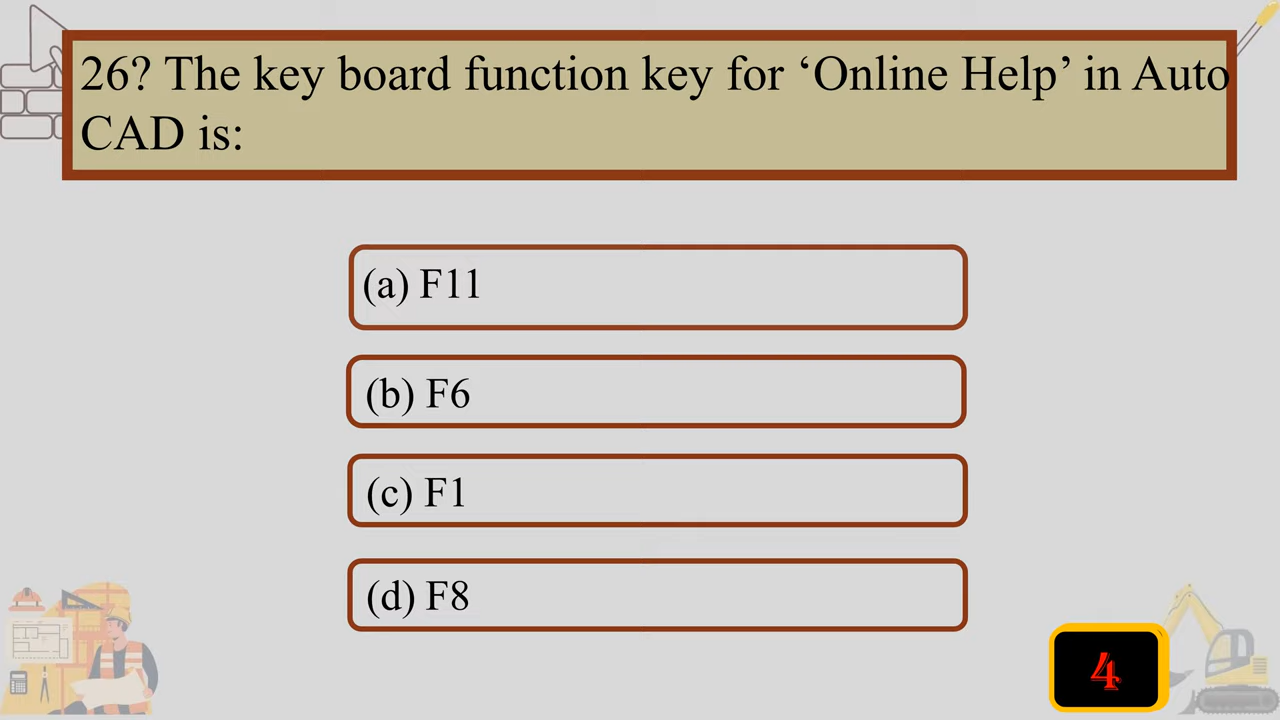 26? The key board function key for ‘Online Help’ in Auto
CAD is:
(a) F11
(b) F6
(c) F1
(d) F8
4